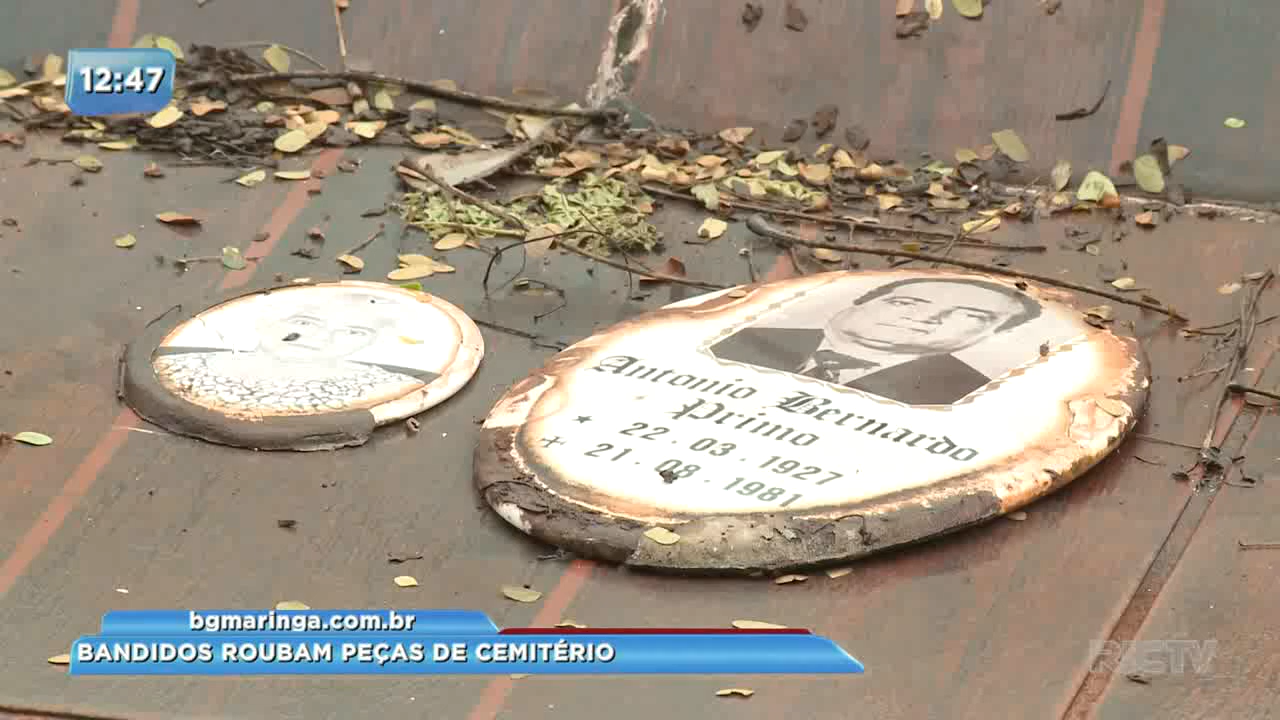 12:47
Antonio Bernardo
Primo
22 · 03 · 1927
21 · 08 · 1981
bgmaringa.com.br
BANDIDOS ROUBAM PEÇAS DE CEMITÉRIO
RICTV